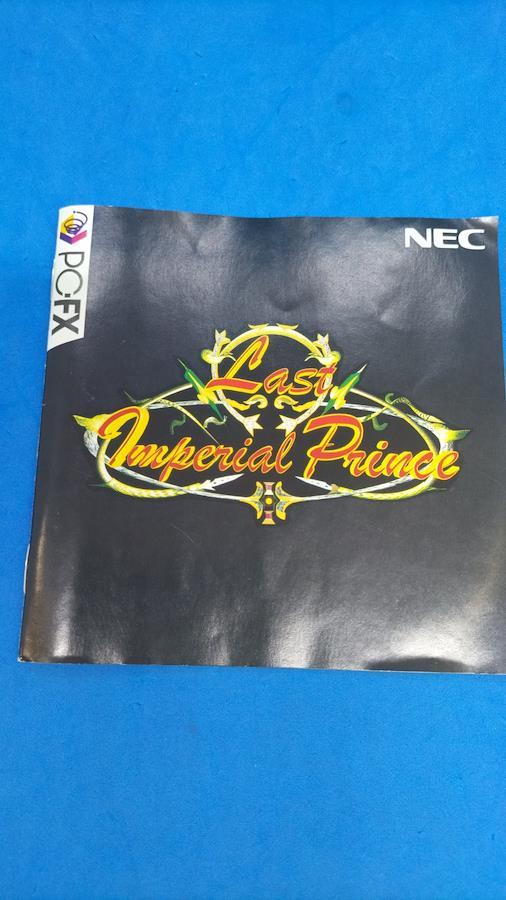 NEC
PC-FX
Last
Imperial Prince